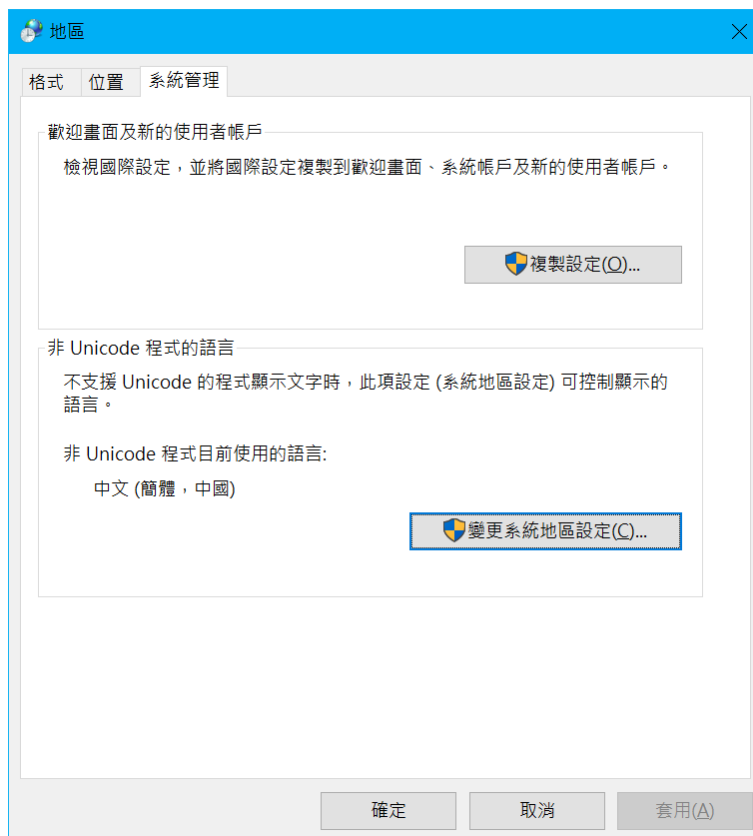 地區
格式 位置 系統管理
歡迎畫面及新的使用者帳戶
檢視國際設定，並將國際設定複製到歡迎畫面、系統帳戶及新的使用者帳戶。
複製設定(O)...
非 Unicode 程式的語言
不支援 Unicode 的程式顯示文字時，此項設定 (系統地區設定) 可控制顯示的
語言。
非 Unicode 程式目前使用的語言:
中文 (簡體，中國)
變更系統地區設定(C)...
確定 取消 套用(A)